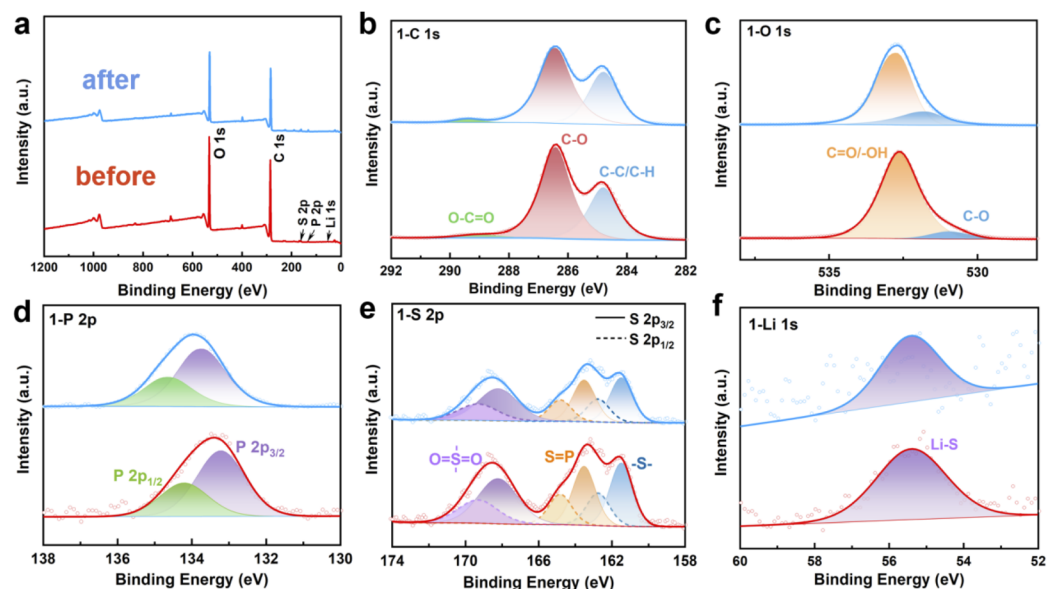 a
after
before
O 1s
C 1s
S 2p
P 2p
Li 1s
Intensity (a.u.)
1200 1000 800 600 400 200 0
Binding Energy (eV)
b
1-C 1s
C-O
C-C/C-H
O-C=O
Intensity (a.u.)
292 290 288 286 284 282
Binding Energy (eV)
c
1-O 1s
C=O/-OH
C-O
Intensity (a.u.)
535 530
Binding Energy (eV)
d
1-P 2p
P 2p3/2
P 2p1/2
Intensity (a.u.)
138 136 134 132 130
Binding Energy (eV)
e
1-S 2p
S 2p3/2
S 2p1/2
O=S=O
S=P
-S-
Intensity (a.u.)
174 170 166 162 158
Binding Energy (eV)
f
1-Li 1s
Li-S
Intensity (a.u.)
60 58 56 54 52
Binding Energy (eV)